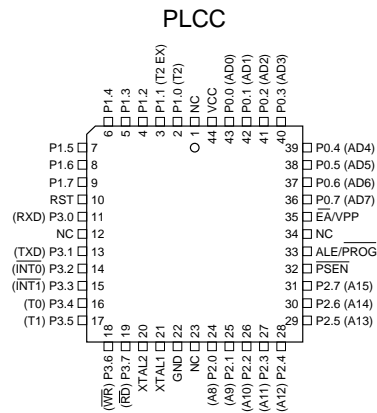 PLCC
P1.4
P1.3
P1.2
P1.1 (T2 EX)
P1.0 (T2)
NC
VCC
P0.0 (AD0)
P0.1 (AD1)
P0.2 (AD2)
P0.3 (AD3)
6
5
4
3
2
1
44
43
42
41
40
P1.5 7
P1.6 8
P1.7 9
RST 10
(RXD) P3.0 11
NC 12
(TXD) P3.1 13
(INT0) P3.2 14
(INT1) P3.3 15
(T0) P3.4 16
(T1) P3.5 17
39 P0.4 (AD4)
38 P0.5 (AD5)
37 P0.6 (AD6)
36 P0.7 (AD7)
35 EA/VPP
34 NC
33 ALE/PROG
32 PSEN
31 P2.7 (A15)
30 P2.6 (A14)
29 P2.5 (A13)
18
19
20
21
22
23
24
25
26
27
28
(WR) P3.6
(RD) P3.7
XTAL2
XTAL1
GND
NC
(A8) P2.0
(A9) P2.1
(A10) P2.2
(A11) P2.3
(A12) P2.4